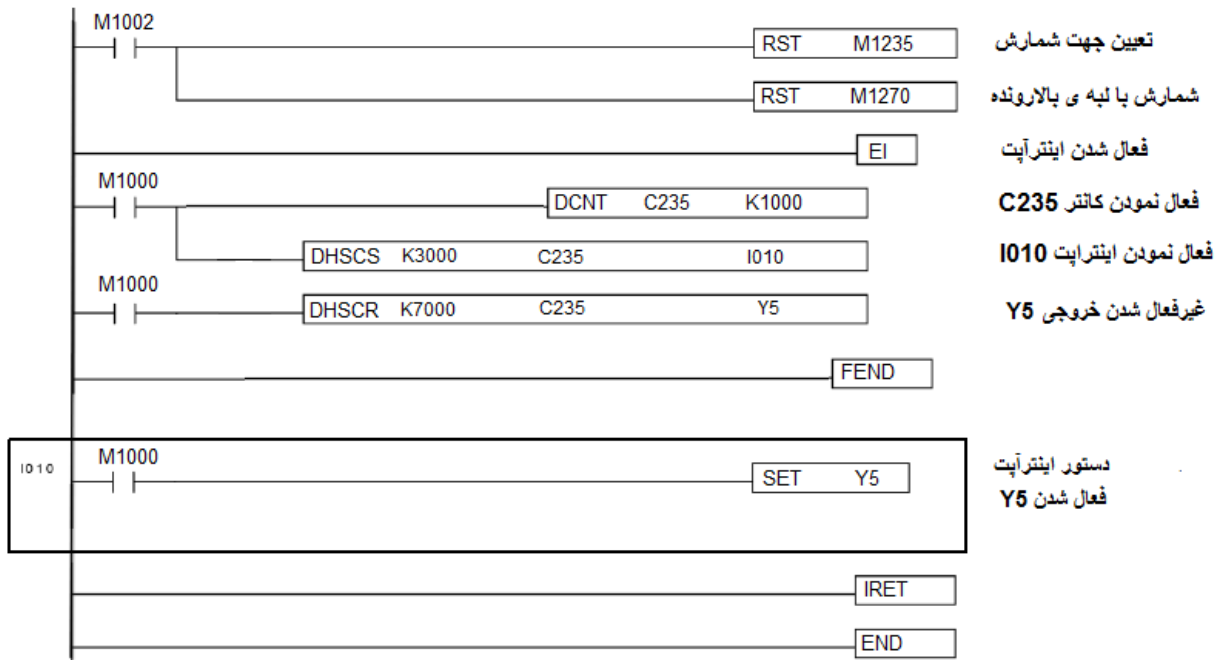 M1002
RST M1235 تعیین جهت شمارش
RST M1270 شمارش با لبه ی بالارونده
EI فعال شدن اینترآپت
M1000
DCNT C235 K1000 فعال نمودن کانتر C235
DHSCS K3000 C235 I010 فعال نمودن اینتراپت I010
M1000
DHSCR K7000 C235 Y5 غیرفعال شدن خروجی Y5
FEND
I010 M1000
SET Y5 دستور اینترآپت
فعال شدن Y5
IRET
END